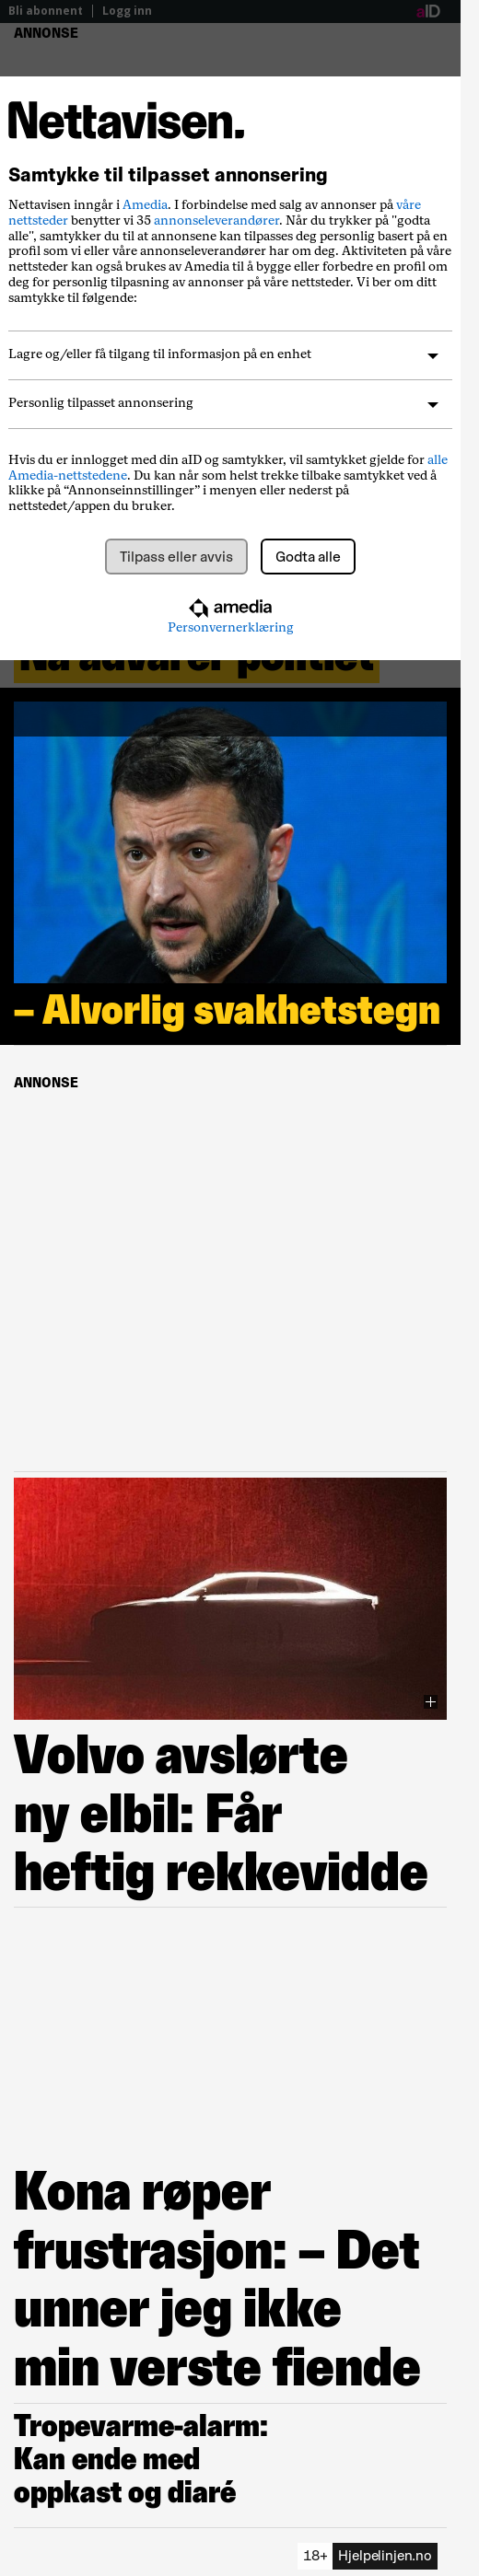 Bli abonnent | Logg inn
aID
ANNONSE
Nettavisen.
Samtykke til tilpasset annonsering
Nettavisen inngår i Amedia. I forbindelse med salg av annonser på våre
nettsteder benytter vi 35 annonseleverandører. Når du trykker på "godta
alle", samtykker du til at annonsene kan tilpasses deg personlig basert på en
profil som vi eller våre annonseleverandører har om deg. Aktiviteten på våre
nettsteder kan også brukes av Amedia til å bygge eller forbedre en profil om
deg for personlig tilpasning av annonser på våre nettsteder. Vi ber om ditt
samtykke til følgende:
Lagre og/eller få tilgang til informasjon på en enhet
Personlig tilpasset annonsering
Hvis du er innlogget med din aID og samtykker, vil samtykket gjelde for alle
Amedia-nettstedene. Du kan når som helst trekke tilbake samtykket ved å
klikke på “Annonseinnstillinger” i menyen eller nederst på
nettstedet/appen du bruker.
Tilpass eller avvis
Godta alle
amedia
Personvernerklæring
Nå advarer politiet
– Alvorlig svakhetstegn
ANNONSE
Volvo avslørte
ny elbil: Får
heftig rekkevidde
Kona røper
frustrasjon: – Det
unner jeg ikke
min verste fiende
Tropevarme-alarm:
Kan ende med
oppkast og diaré
18+ Hjelpelinjen.no